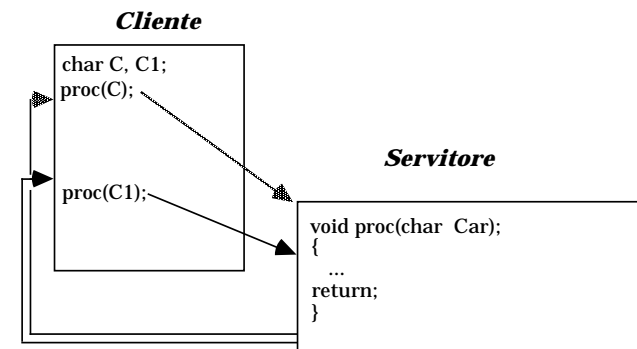 Cliente
char C, C1;
proc(C);
proc(C1);
Servitore
void proc(char Car);
{
...
return;
}